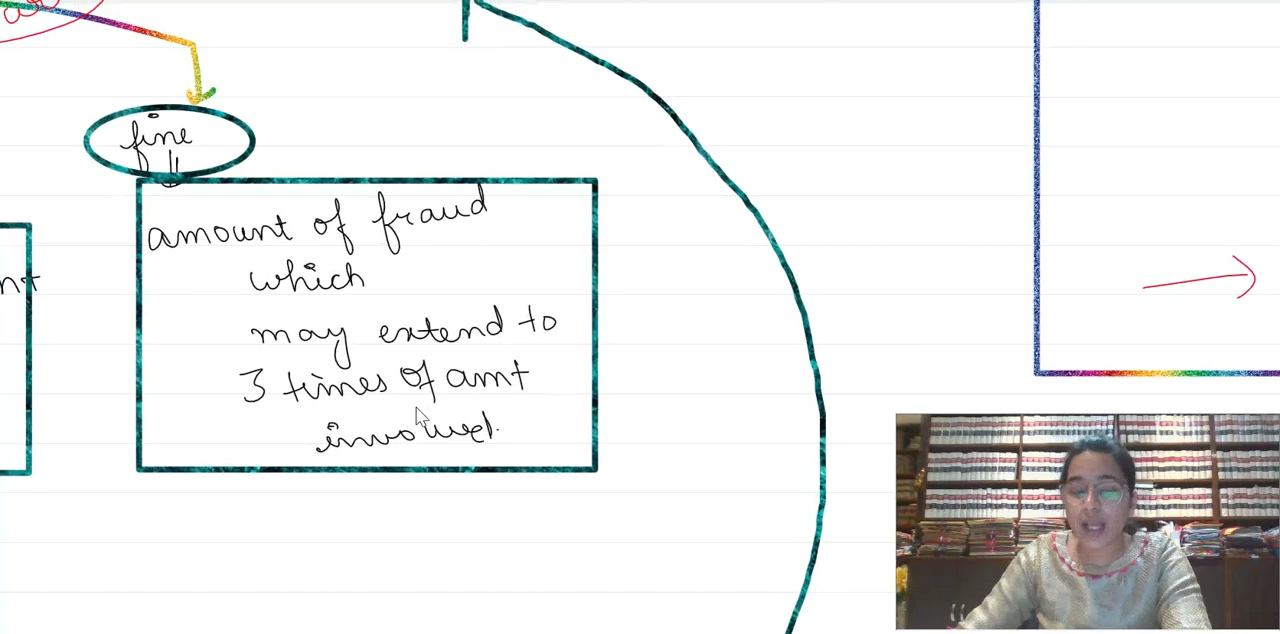 fine
amount of fraud
which
may extend to
3 times of amt
involved.